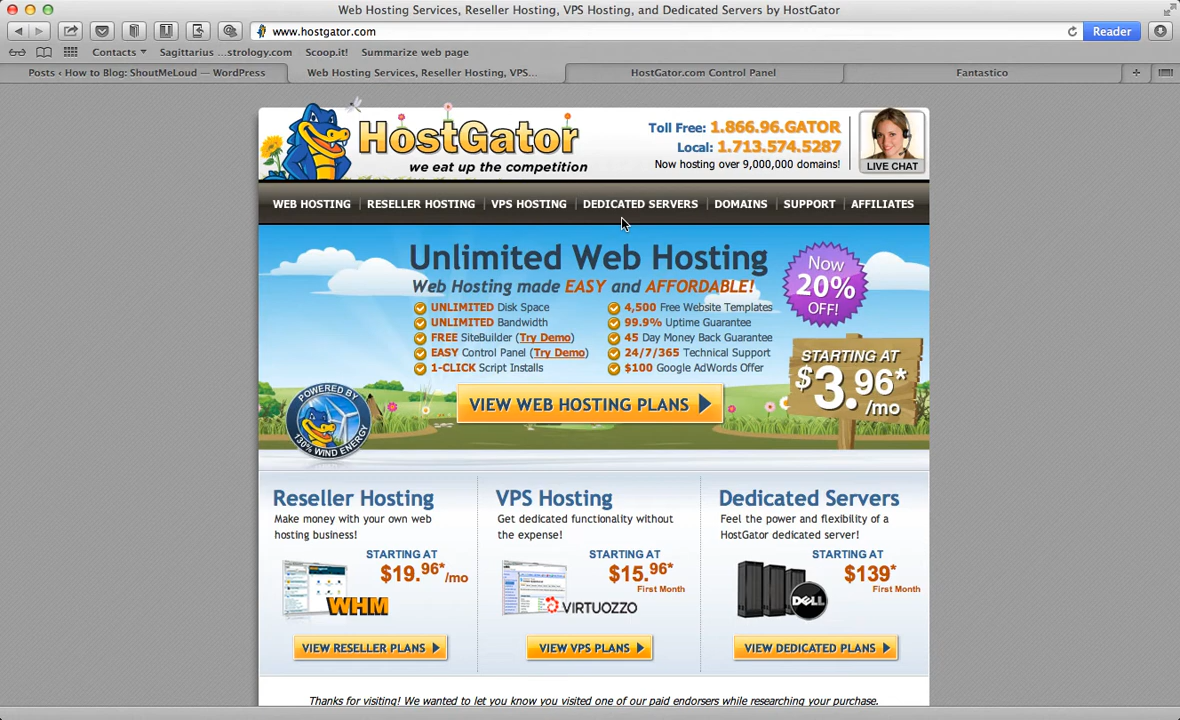 Web Hosting Services, Reseller Hosting, VPS Hosting, and Dedicated Servers by HostGator
www.hostgator.com
Reader
Contacts
Sagittarius ...strology.com
Scoop.it!
Summarize web page
Posts ‹ How to Blog: ShoutMeLoud — WordPress
Web Hosting Services, Reseller Hosting, VPS...
HostGator.com Control Panel
Fantastico
HostGator
we eat up the competition
Toll Free: 1.866.96.GATOR
Local: 1.713.574.5287
Now hosting over 9,000,000 domains!
LIVE CHAT
WEB HOSTING
RESELLER HOSTING
VPS HOSTING
DEDICATED SERVERS
DOMAINS
SUPPORT
AFFILIATES
Unlimited Web Hosting
Web Hosting made EASY and AFFORDABLE!
UNLIMITED Disk Space
UNLIMITED Bandwidth
FREE SiteBuilder (Try Demo)
EASY Control Panel (Try Demo)
1-CLICK Script Installs
4,500 Free Website Templates
99.9% Uptime Guarantee
45 Day Money Back Guarantee
24/7/365 Technical Support
$100 Google AdWords Offer
Now
20%
OFF!
STARTING AT
$3.96*
/mo
VIEW WEB HOSTING PLANS
POWERED BY
130% WIND ENERGY
Reseller Hosting
Make money with your own web
hosting business!
STARTING AT
$19.96*/mo
WHM
VIEW RESELLER PLANS
VPS Hosting
Get dedicated functionality without
the expense!
STARTING AT
$15.96*
First Month
VIRTUOZZO
VIEW VPS PLANS
Dedicated Servers
Feel the power and flexibility of a
HostGator dedicated server!
STARTING AT
$139*
First Month
DELL
VIEW DEDICATED PLANS
Thanks for visiting! We wanted to let you know you visited one of our paid endorsers while researching your purchase.